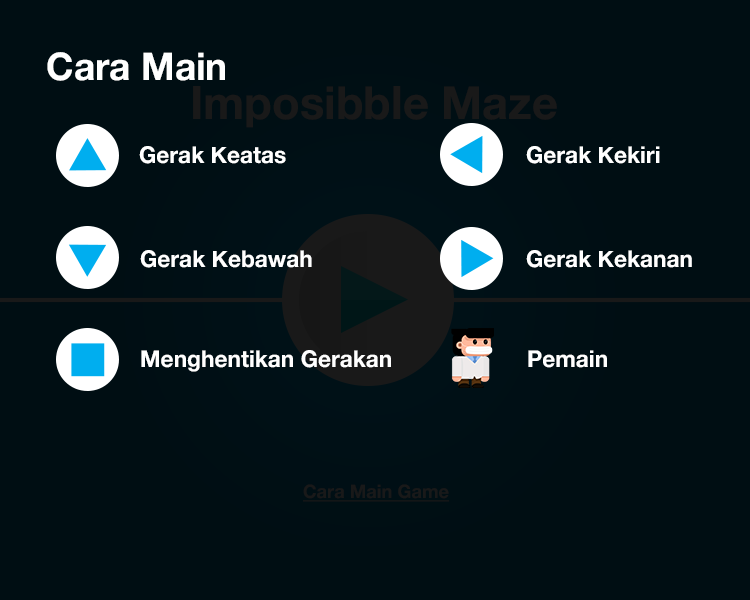 Cara Main
Imposibble Maze
Gerak Keatas
Gerak Kekiri
Gerak Kebawah
Gerak Kekanan
Menghentikan Gerakan
Pemain
Cara Main Game